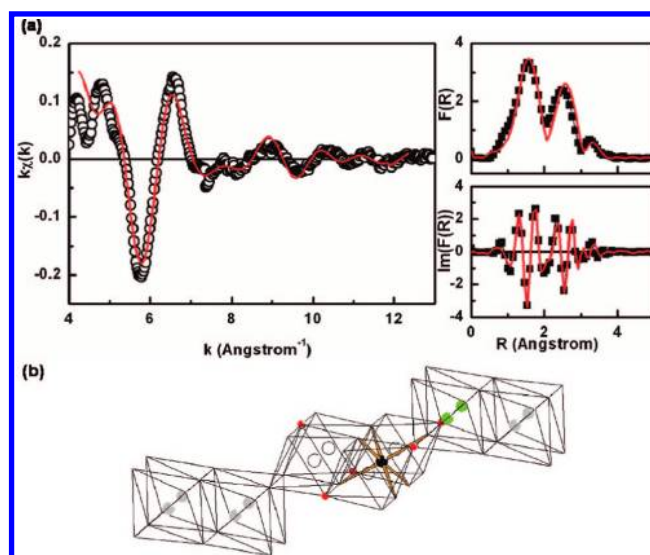 (a)
0.2
0.1
0.0
-0.1
-0.2
kχ(k)
4 6 8 10 12
k (Angstrom⁻¹)
4
2
0
F(R)
4
2
0
-2
-4
Im(F(R))
0 2 4
R (Angstrom)
(b)